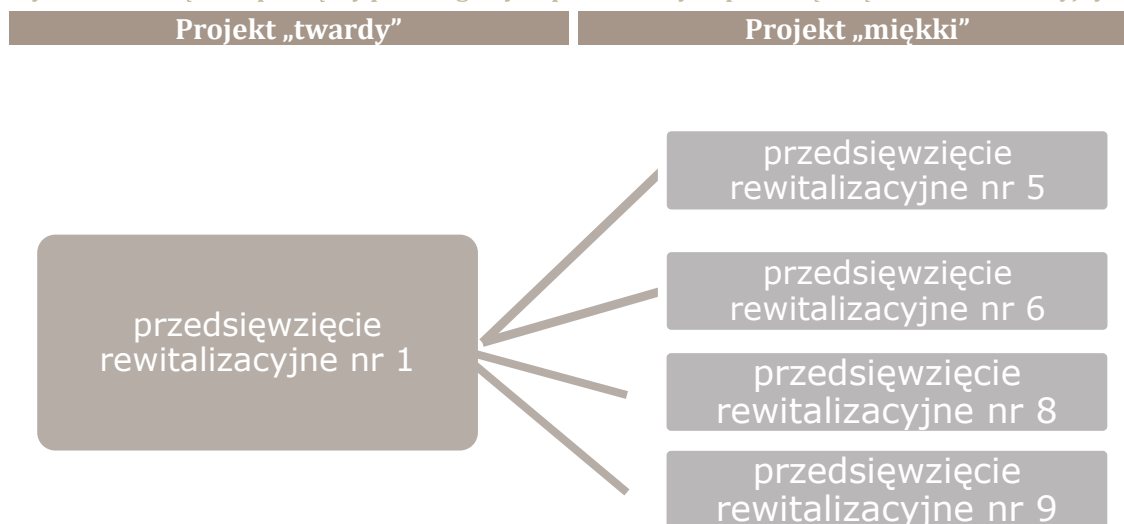 Projekt „twardy”
Projekt „miękki”
przedsięwzięcie
rewitalizacyjne nr 5
przedsięwzięcie
rewitalizacyjne nr 6
przedsięwzięcie
rewitalizacyjne nr 1
przedsięwzięcie
rewitalizacyjne nr 8
przedsięwzięcie
rewitalizacyjne nr 9